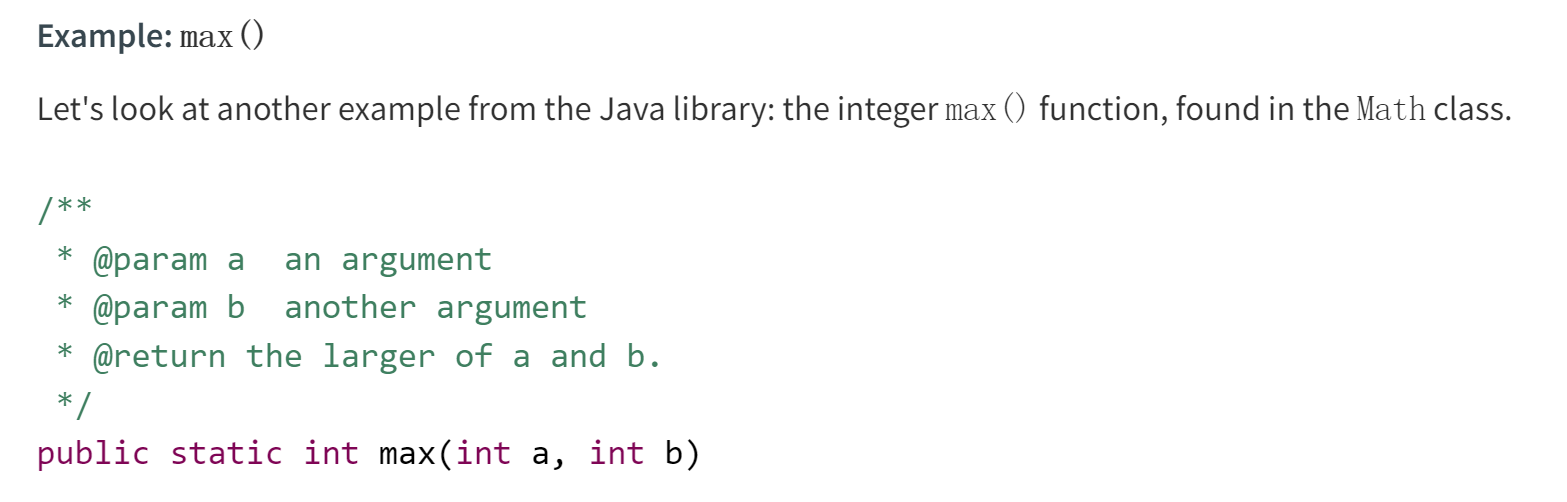 Example: max()
Let's look at another example from the Java library: the integer max() function, found in the Math class.
/**
 * @param a  an argument
 * @param b  another argument
 * @return the larger of a and b.
 */
public static int max(int a, int b)